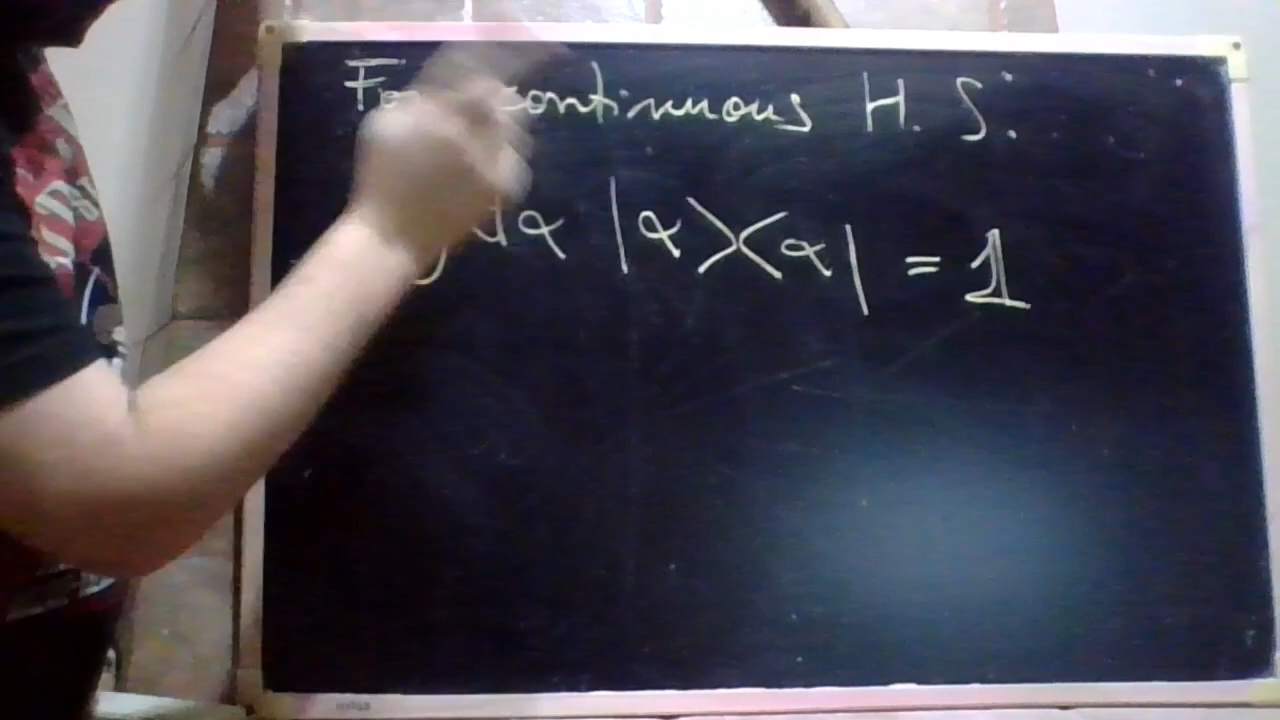 For continuous H. S.
dα |α><α| = 𝟙